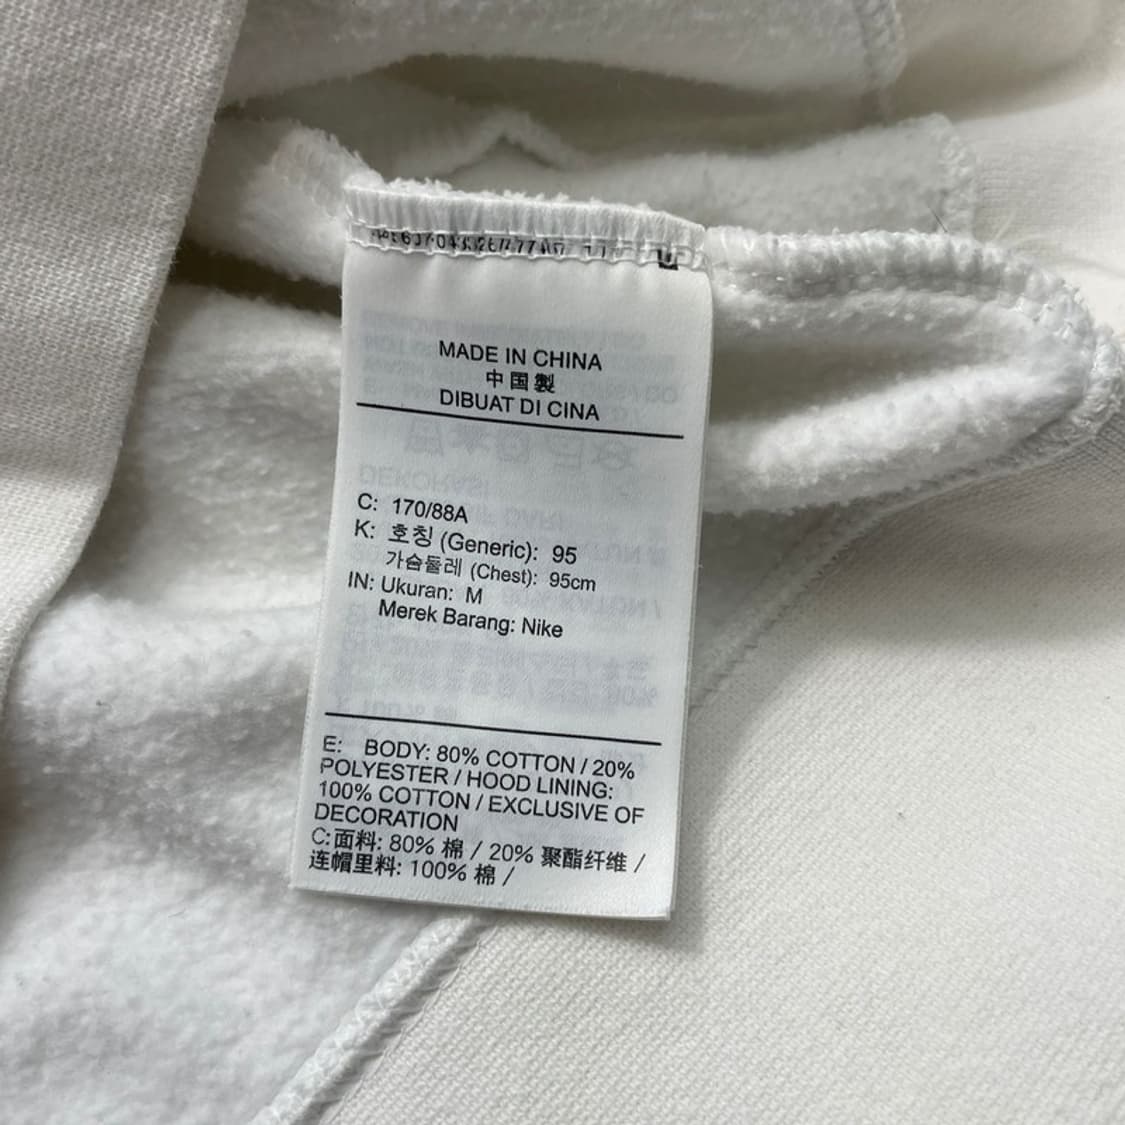 MADE IN CHINA
中国製
DIBUAT DI CINA
C: 170/88A
K: 호칭 (Generic): 95
가슴둘레 (Chest): 95cm
IN: Ukuran: M
Merek Barang: Nike
E: BODY: 80% COTTON / 20%
POLYESTER / HOOD LINING:
100% COTTON / EXCLUSIVE OF
DECORATION
C:面料: 80% 棉 / 20% 聚酯纤维 /
连帽里料: 100% 棉 /